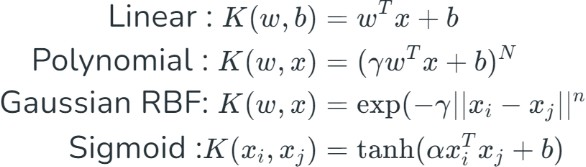 Linear : K(w, b) = w^T x + b
Polynomial : K(w, x) = (γw^T x + b)^N
Gaussian RBF: K(w, x) = exp(−γ||x_i − x_j||^n
Sigmoid :K(x_i, x_j) = tanh(αx_i^T x_j + b)